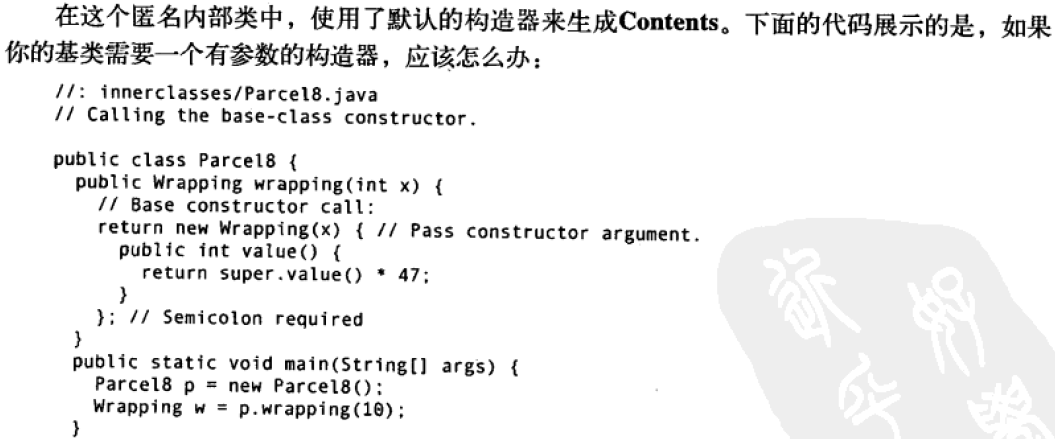 在这个匿名内部类中，使用了默认的构造器来生成Contents。下面的代码展示的是，如果
你的基类需要一个有参数的构造器，应该怎么办：
//: innerclasses/Parcel8.java
// Calling the base-class constructor.
public class Parcel8 {
public Wrapping wrapping(int x) {
// Base constructor call:
return new Wrapping(x) { // Pass constructor argument.
public int value() {
return super.value() * 47;
}
}; // Semicolon required
}
public static void main(String[] args) {
Parcel8 p = new Parcel8();
Wrapping w = p.wrapping(10);
}